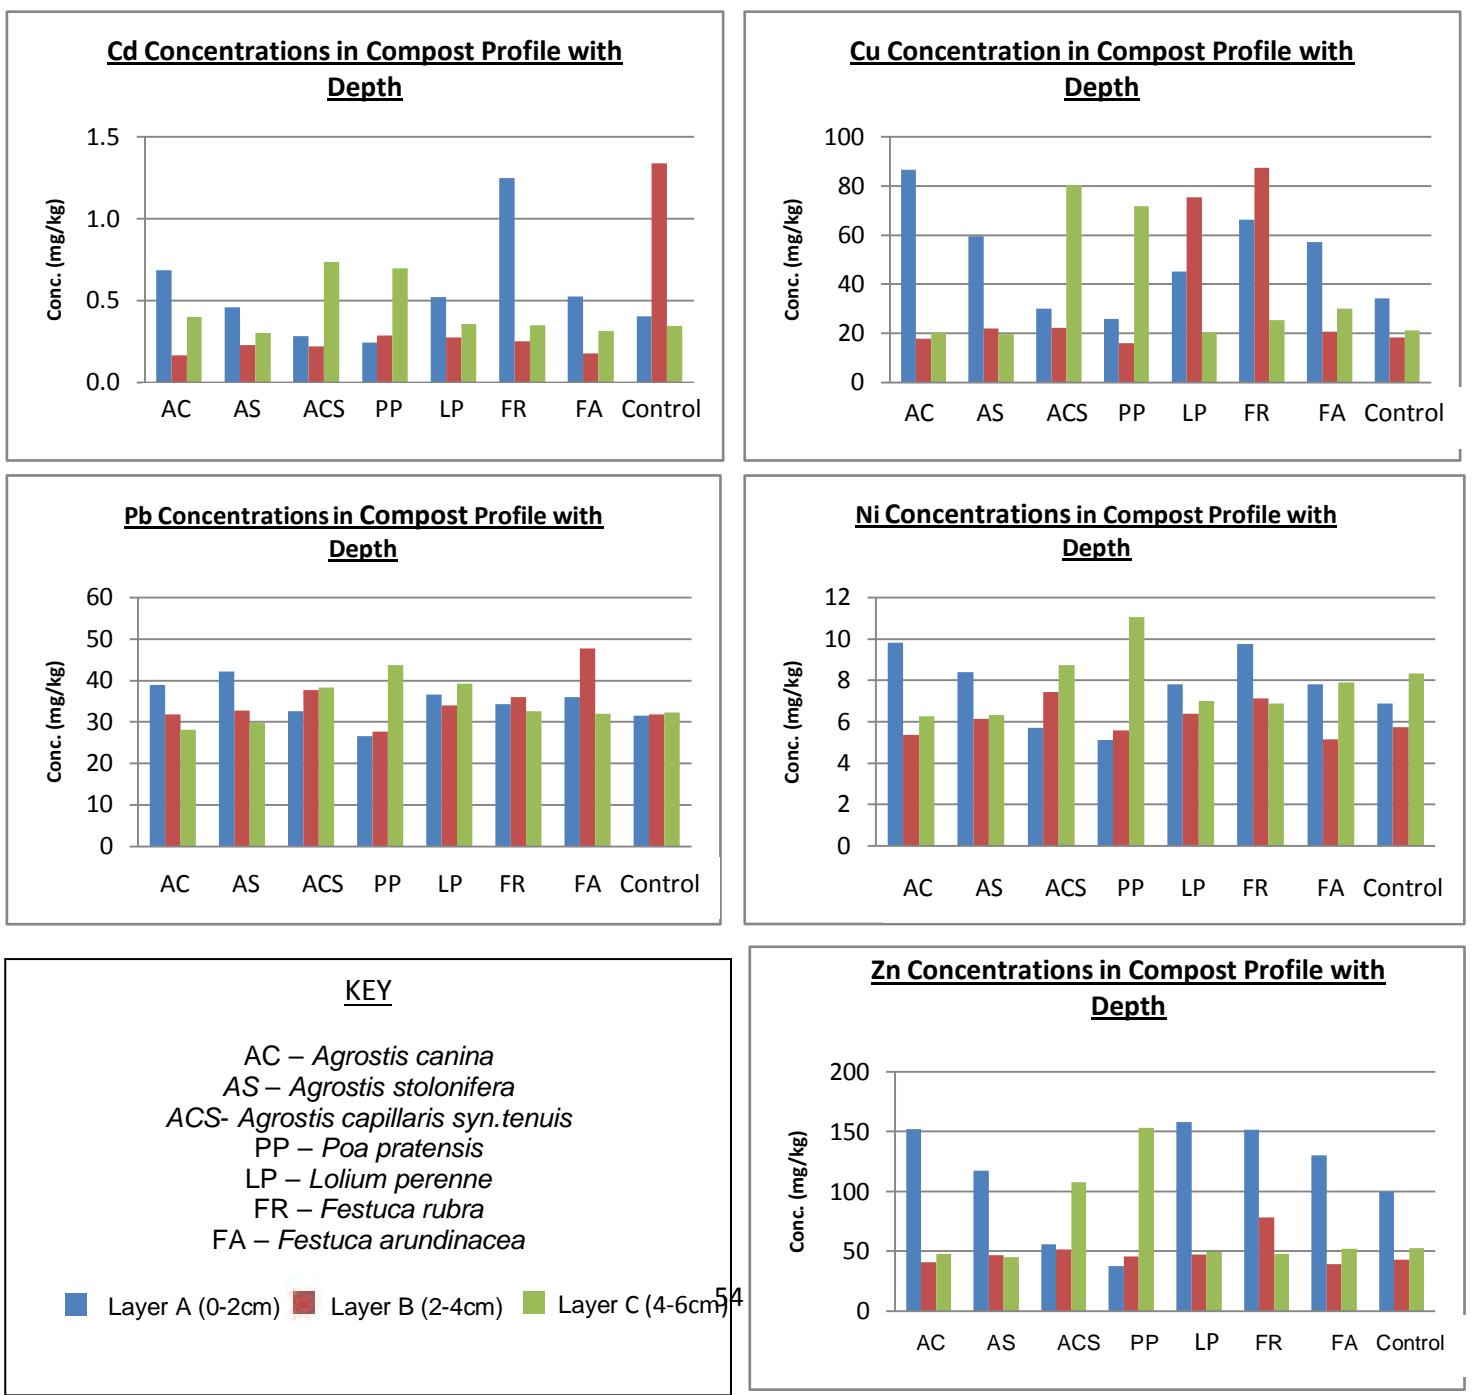 Cd Concentrations in Compost Profile with
Depth
Conc. (mg/kg)
1.5
1.0
0.5
0.0
AC AS ACS PP LP FR FA Control
Cu Concentration in Compost Profile with
Depth
Conc. (mg/kg)
100
80
60
40
20
0
AC AS ACS PP LP FR FA Control
Pb Concentrations in Compost Profile with
Depth
Conc. (mg/kg)
60
50
40
30
20
10
0
AC AS ACS PP LP FR FA Control
Ni Concentrations in Compost Profile with
Depth
Conc. (mg/kg)
12
10
8
6
4
2
0
AC AS ACS PP LP FR FA Control
KEY
AC – Agrostis canina
AS – Agrostis stolonifera
ACS- Agrostis capillaris syn.tenuis
PP – Poa pratensis
LP – Lolium perenne
FR – Festuca rubra
FA – Festuca arundinacea
Layer A (0-2cm) Layer B (2-4cm) Layer C (4-6cm)
54
Zn Concentrations in Compost Profile with
Depth
Conc. (mg/kg)
200
150
100
50
0
AC AS ACS PP LP FR FA Control